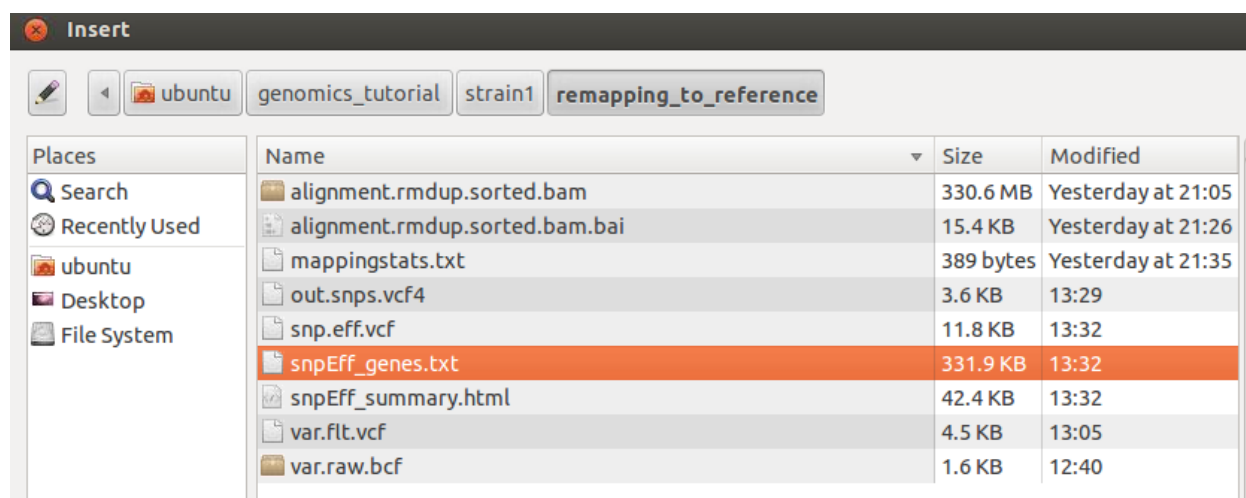 Insert
ubuntu genomics_tutorial strain1 remapping_to_reference
Places Name Size Modified
Search alignment.rmdup.sorted.bam 330.6 MB Yesterday at 21:05
Recently Used alignment.rmdup.sorted.bam.bai 15.4 KB Yesterday at 21:26
ubuntu mappingstats.txt 389 bytes Yesterday at 21:35
Desktop out.snps.vcf4 3.6 KB 13:29
File System snp.eff.vcf 11.8 KB 13:32
snpEff_genes.txt 331.9 KB 13:32
snpEff_summary.html 42.4 KB 13:32
var.flt.vcf 4.5 KB 13:05
var.raw.bcf 1.6 KB 12:40